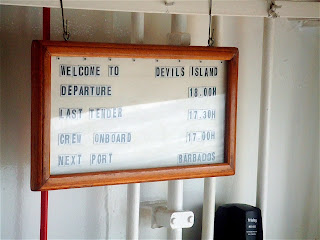 WELCOME TO DEVILS ISLAND
DEPARTURE 18.00H
LAST TENDER 17.30H
CREW ONBOARD 17.00H
NEXT PORT BARBADOS